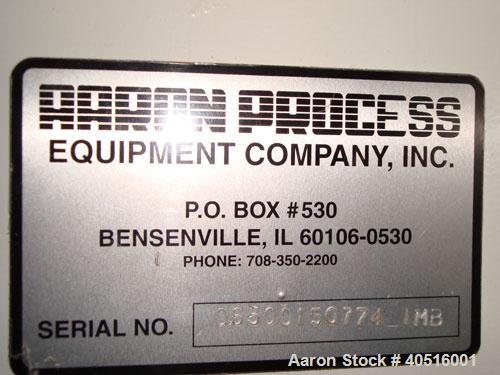 AARON PROCESS
EQUIPMENT COMPANY, INC.
P.O. BOX #530
BENSENVILLE, IL 60106-0530
PHONE: 708-350-2200
SERIAL NO.
Aaron Stock # 40516001